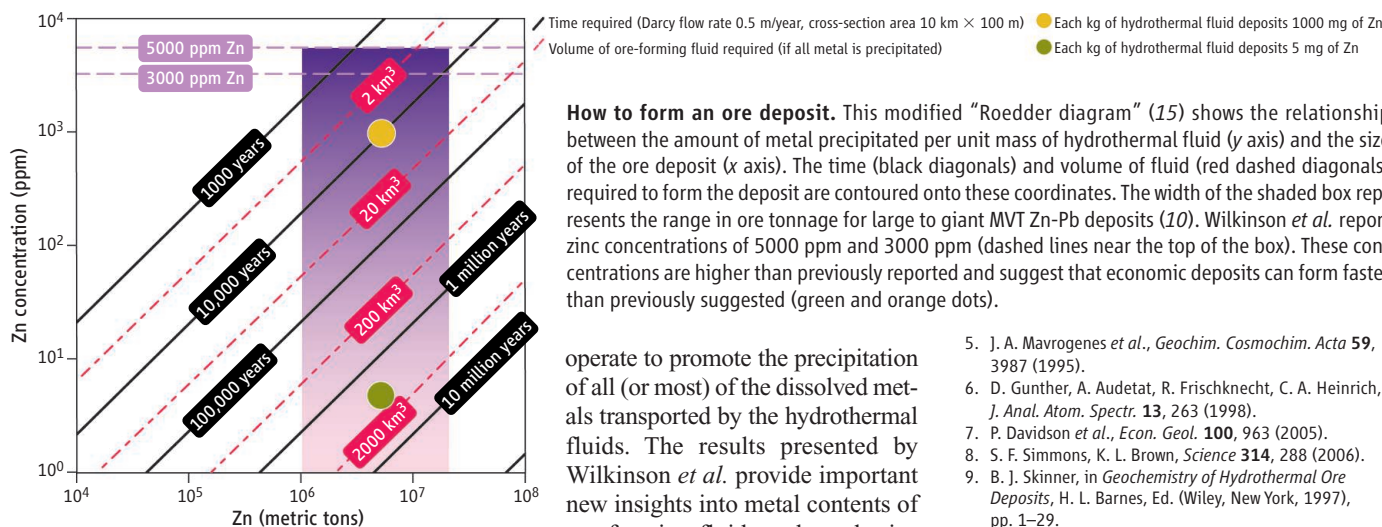 10⁴
10³
10²
10¹
10⁰
Zn concentration (ppm)
5000 ppm Zn
3000 ppm Zn
1000 years
10,000 years
100,000 years
1 million years
10 million years
2 km³
20 km³
200 km³
2000 km³
10⁴ 10⁵ 10⁶ 10⁷ 10⁸
Zn (metric tons)
Time required (Darcy flow rate 0.5 m/year, cross-section area 10 km × 100 m)
Volume of ore-forming fluid required (if all metal is precipitated)
Each kg of hydrothermal fluid deposits 1000 mg of Zn
Each kg of hydrothermal fluid deposits 5 mg of Zn
How to form an ore deposit. This modified “Roedder diagram” (15) shows the relationship
between the amount of metal precipitated per unit mass of hydrothermal fluid (y axis) and the size
of the ore deposit (x axis). The time (black diagonals) and volume of fluid (red dashed diagonals)
required to form the deposit are contoured onto these coordinates. The width of the shaded box rep-
resents the range in ore tonnage for large to giant MVT Zn-Pb deposits (10). Wilkinson et al. report
zinc concentrations of 5000 ppm and 3000 ppm (dashed lines near the top of the box). These con-
centrations are higher than previously reported and suggest that economic deposits can form faster
than previously suggested (green and orange dots).
operate to promote the precipitation
of all (or most) of the dissolved met-
als transported by the hydrothermal
fluids. The results presented by
Wilkinson et al. provide important
new insights into metal contents of
5. J. A. Mavrogenes et al., Geochim. Cosmochim. Acta 59,
3987 (1995).
6. D. Gunther, A. Audetat, R. Frischknecht, C. A. Heinrich,
J. Anal. Atom. Spectr. 13, 263 (1998).
7. P. Davidson et al., Econ. Geol. 100, 963 (2005).
8. S. F. Simmons, K. L. Brown, Science 314, 288 (2006).
9. B. J. Skinner, in Geochemistry of Hydrothermal Ore
Deposits, H. L. Barnes, Ed. (Wiley, New York, 1997),
pp. 1–29.